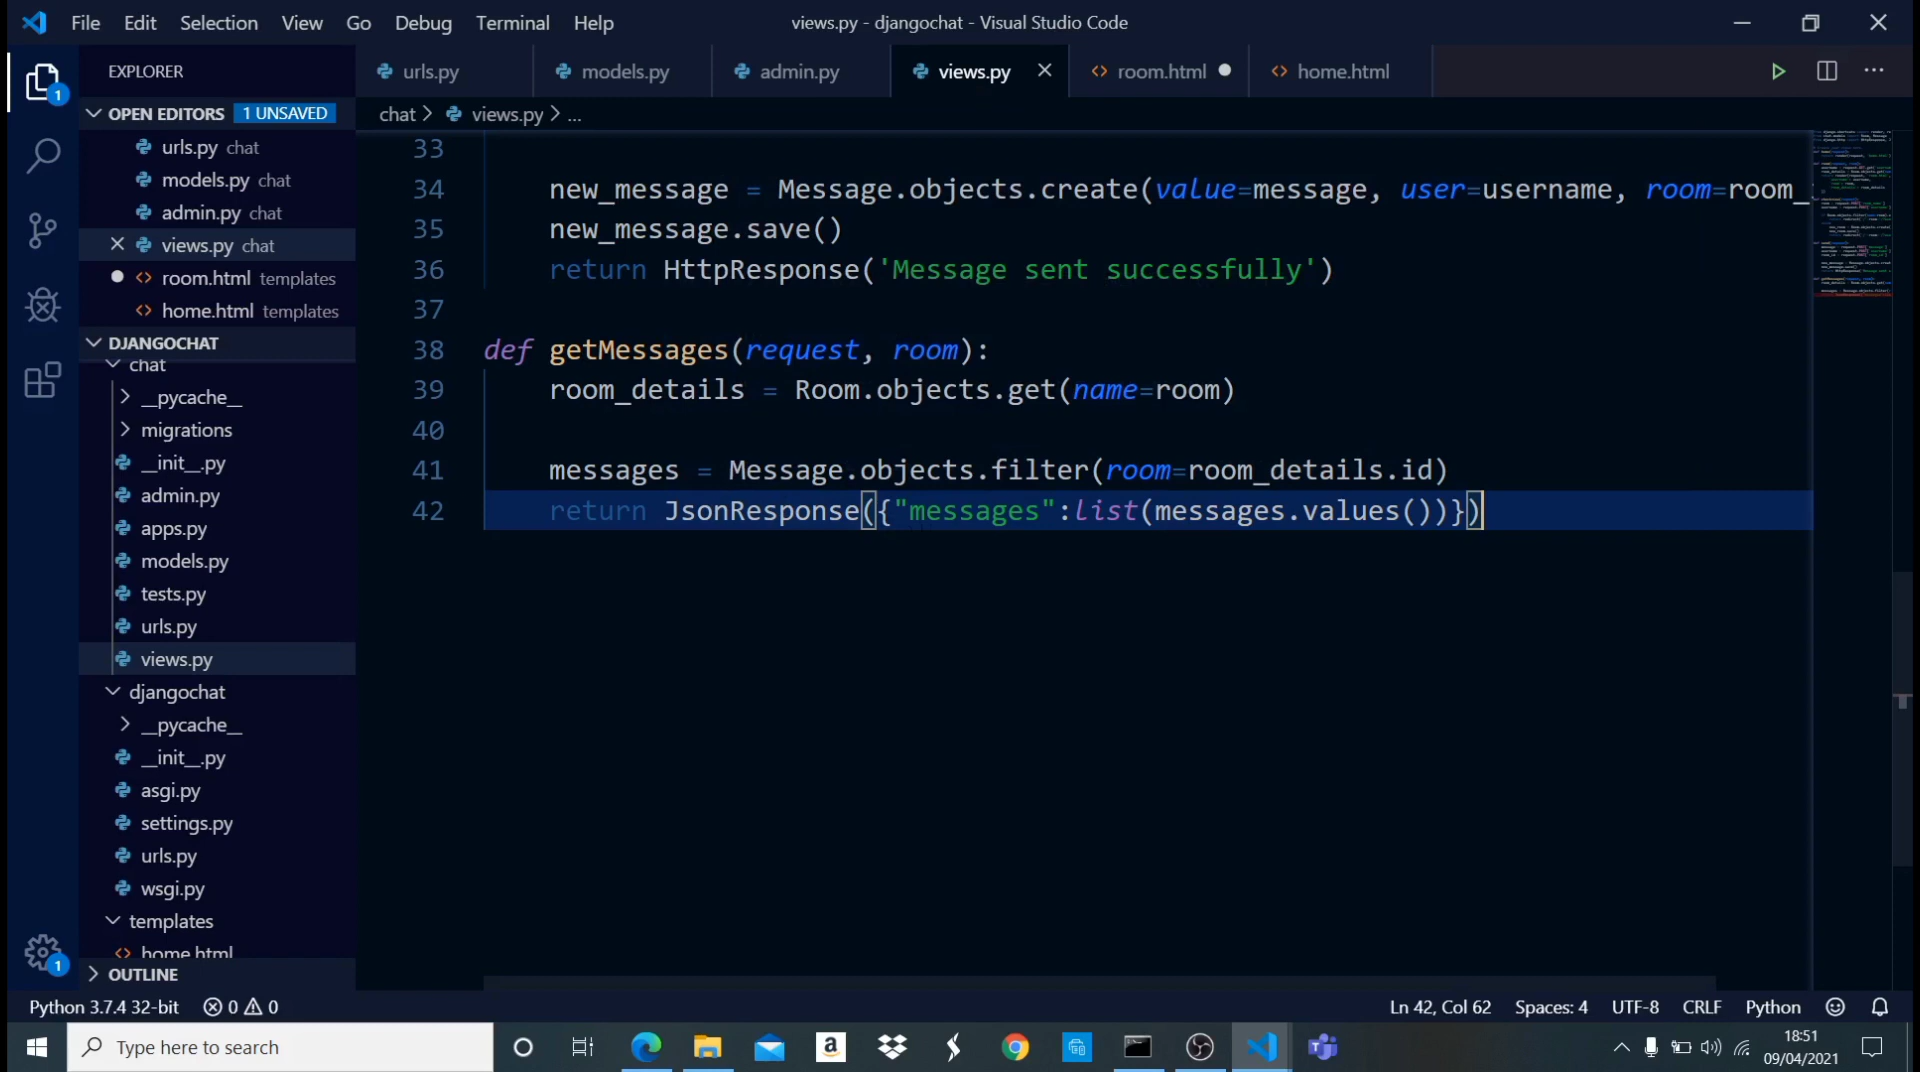 File Edit Selection View Go Debug Terminal Help
views.py - djangochat - Visual Studio Code
EXPLORER
OPEN EDITORS 1 UNSAVED
urls.py chat
models.py chat
admin.py chat
views.py chat
room.html templates
home.html templates
DJANGOCHAT
chat
__pycache__
migrations
__init__.py
admin.py
apps.py
models.py
tests.py
urls.py
views.py
djangochat
__pycache__
__init__.py
asgi.py
settings.py
urls.py
wsgi.py
templates
home.html
OUTLINE
urls.py models.py admin.py views.py room.html home.html
chat > views.py > ...
33
34 new_message = Message.objects.create(value=message, user=username, room=room_
35 new_message.save()
36 return HttpResponse('Message sent successfully')
37
38 def getMessages(request, room):
39 room_details = Room.objects.get(name=room)
40
41 messages = Message.objects.filter(room=room_details.id)
42 return JsonResponse({"messages":list(messages.values())})
1
1
Python 3.7.4 32-bit 0 0
Ln 42, Col 62 Spaces: 4 UTF-8 CRLF Python
Type here to search
18:51
09/04/2021